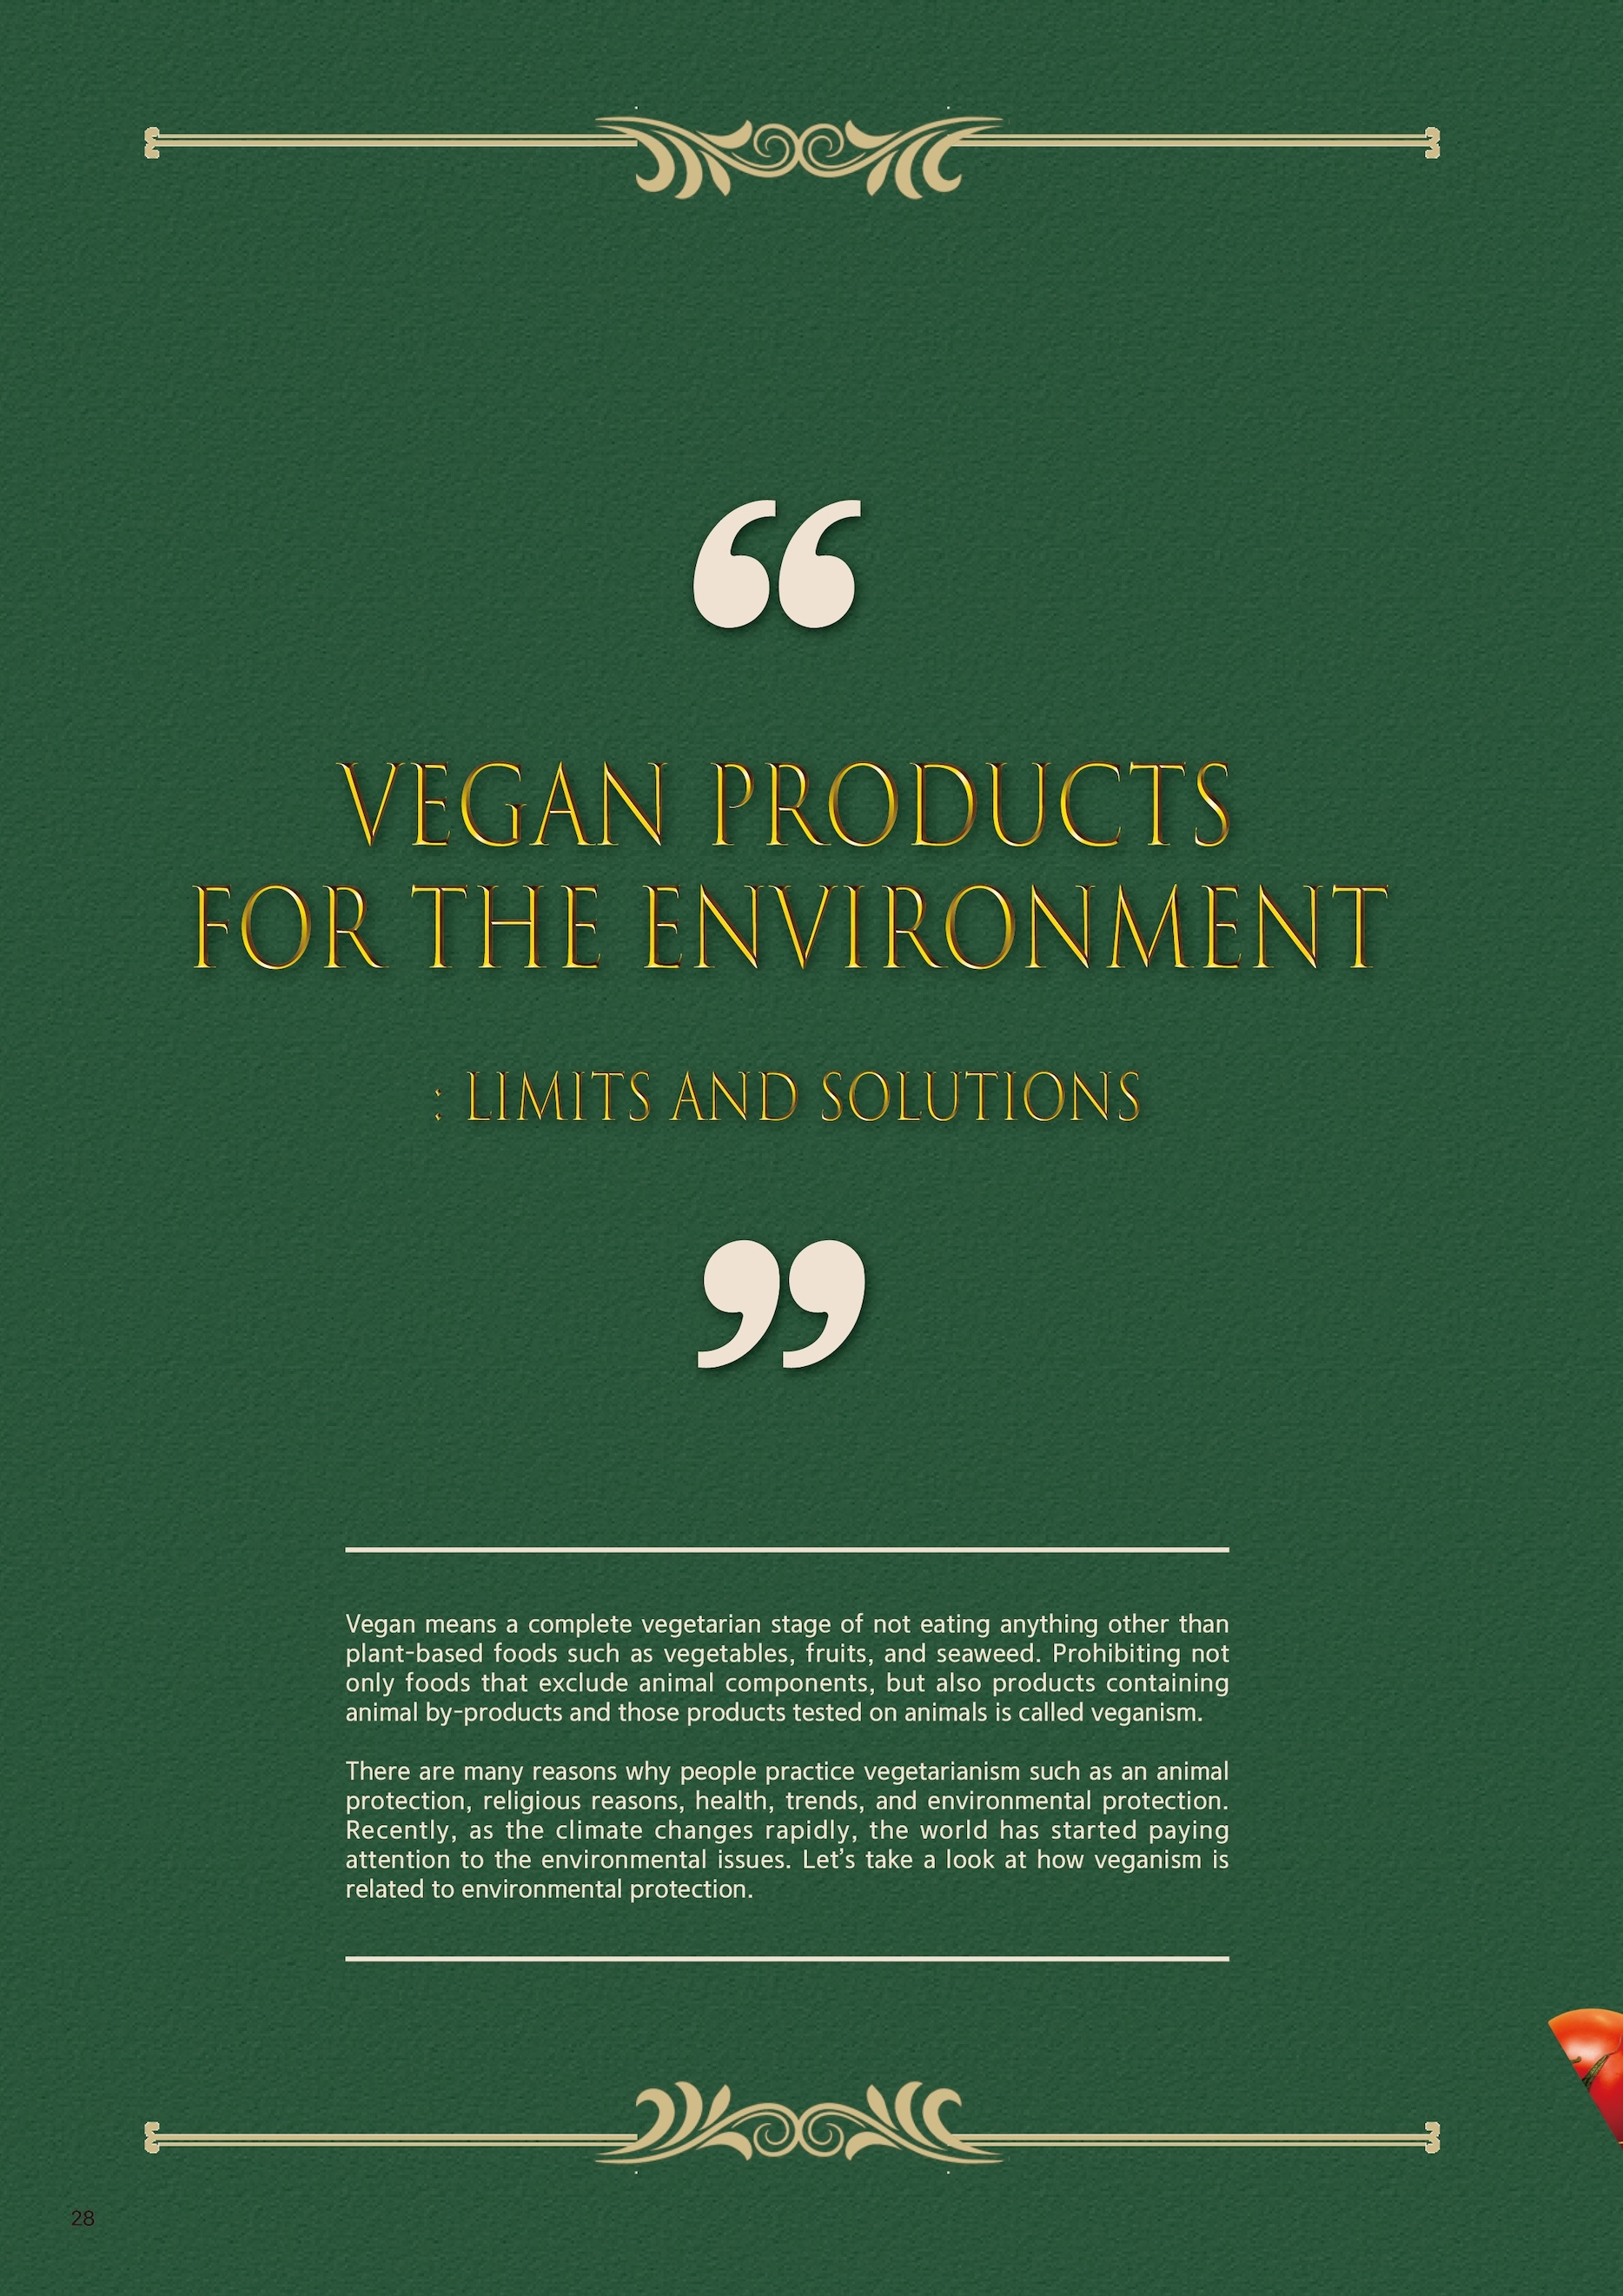 “
VEGAN PRODUCTS
FOR THE ENVIRONMENT
: LIMITS AND SOLUTIONS
”
Vegan means a complete vegetarian stage of not eating anything other than
plant-based foods such as vegetables, fruits, and seaweed. Prohibiting not
only foods that exclude animal components, but also products containing
animal by-products and those products tested on animals is called veganism.
There are many reasons why people practice vegetarianism such as an animal
protection, religious reasons, health, trends, and environmental protection.
Recently, as the climate changes rapidly, the world has started paying
attention to the environmental issues. Let’s take a look at how veganism is
related to environmental protection.
28